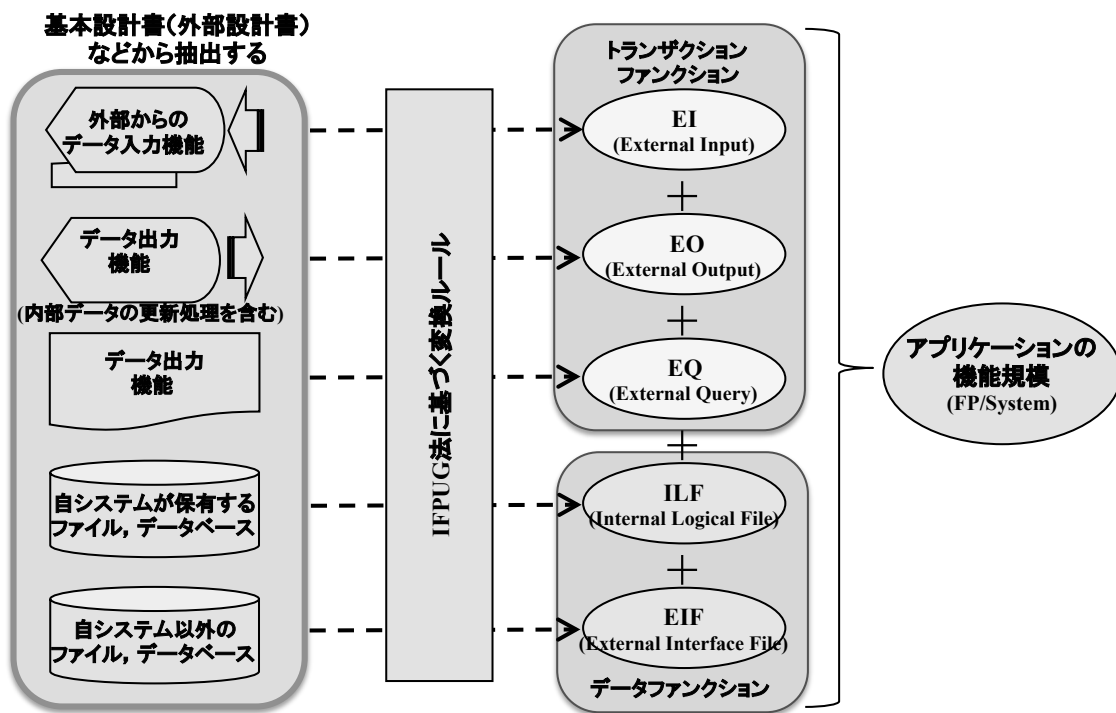 基本設計書（外部設計書）
などから抽出する
外部からの
データ入力機能
データ出力
機能
(内部データの更新処理を含む)
データ出力
機能
自システムが保有する
ファイル，データベース
自システム以外の
ファイル，データベース
IFPUG法に基づく変換ルール
トランザクション
ファンクション
EI
(External Input)
+
EO
(External Output)
+
EQ
(External Query)
+
ILF
(Internal Logical File)
+
EIF
(External Interface File)
データファンクション
アプリケーションの
機能規模
(FP/System)